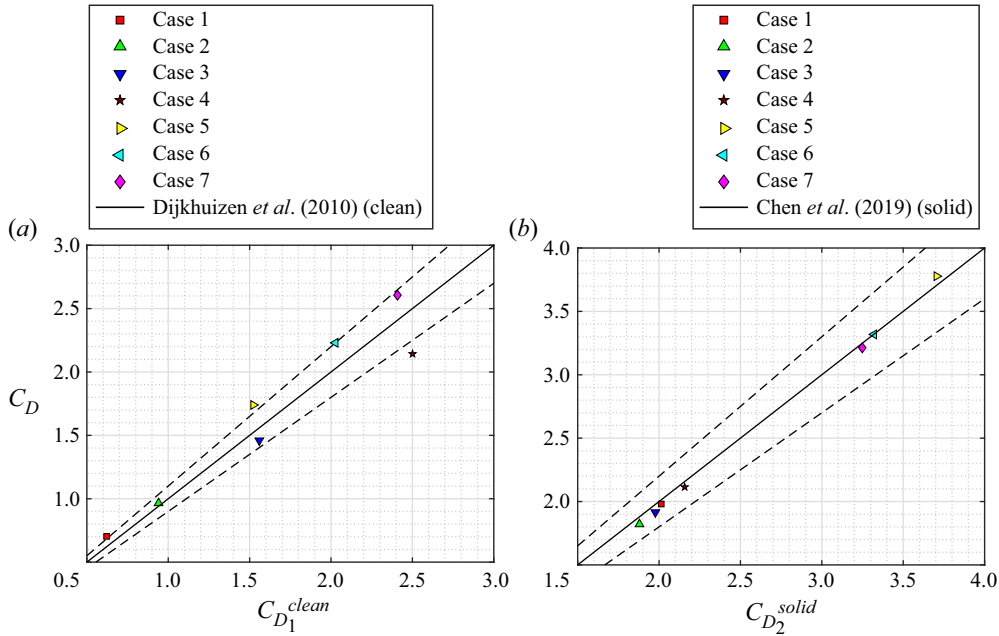 Case 1
Case 2
Case 3
Case 4
Case 5
Case 6
Case 7
Dijkhuizen et al. (2010) (clean)
Case 1
Case 2
Case 3
Case 4
Case 5
Case 6
Case 7
Chen et al. 2019) (solid)
(a)
3.0
2.5
2.0
C_D
1.5
1.0
0.5
1.0
1.5
2.0
2.5
3.0
C_{D_1}^{clean}
(b)
4.0
3.5
3.0
2.5
2.0
1.5
2.0
2.5
3.0
3.5
4.0
C_{D_2}^{solid}